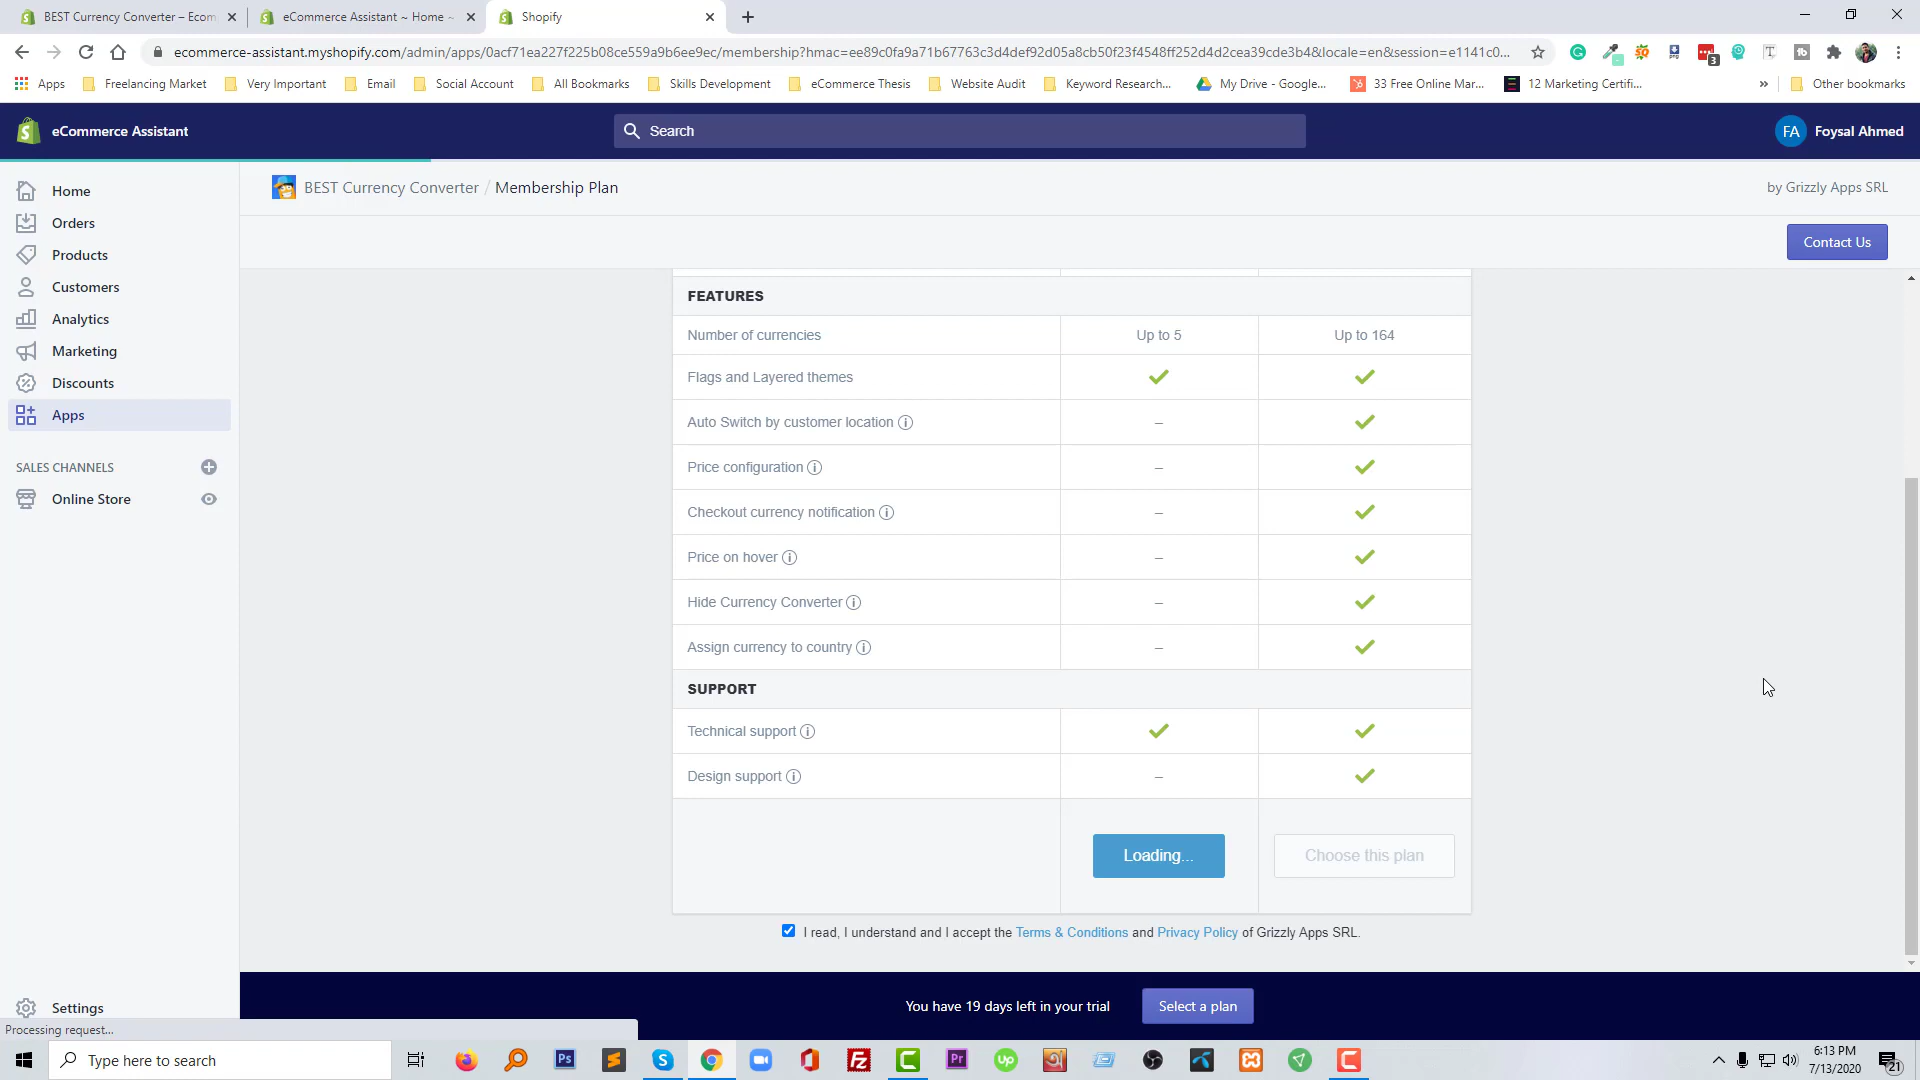 BEST Currency Converter – Ecom
eCommerce Assistant ~ Home ~
Shopify
ecommerce-assistant.myshopify.com/admin/apps/0acf71ea227f225b08ce559a9b6ee9ec/membership?hmac=ee89c0fa9a71b67763c3d4def92d05a8cb50f23f4548ff252d4d2cea39cde3b4&locale=en&session=e1141c0...
Apps
Freelancing Market
Very Important
Email
Social Account
All Bookmarks
Skills Development
eCommerce Thesis
Website Audit
Keyword Research...
My Drive - Google...
33 Free Online Mar...
12 Marketing Certifi...
»
Other bookmarks
eCommerce Assistant
Search
FA Foysal Ahmed
Home
Orders
Products
Customers
Analytics
Marketing
Discounts
Apps
SALES CHANNELS
Online Store
Settings
Processing request...
BEST Currency Converter / Membership Plan
by Grizzly Apps SRL
Contact Us
FEATURES
Number of currencies Up to 5 Up to 164
Flags and Layered themes
Auto Switch by customer location –
Price configuration –
Checkout currency notification –
Price on hover –
Hide Currency Converter –
Assign currency to country –
SUPPORT
Technical support
Design support –
Loading... Choose this plan
I read, I understand and I accept the Terms & Conditions and Privacy Policy of Grizzly Apps SRL.
You have 19 days left in your trial Select a plan
Type here to search
6:13 PM
7/13/2020
21